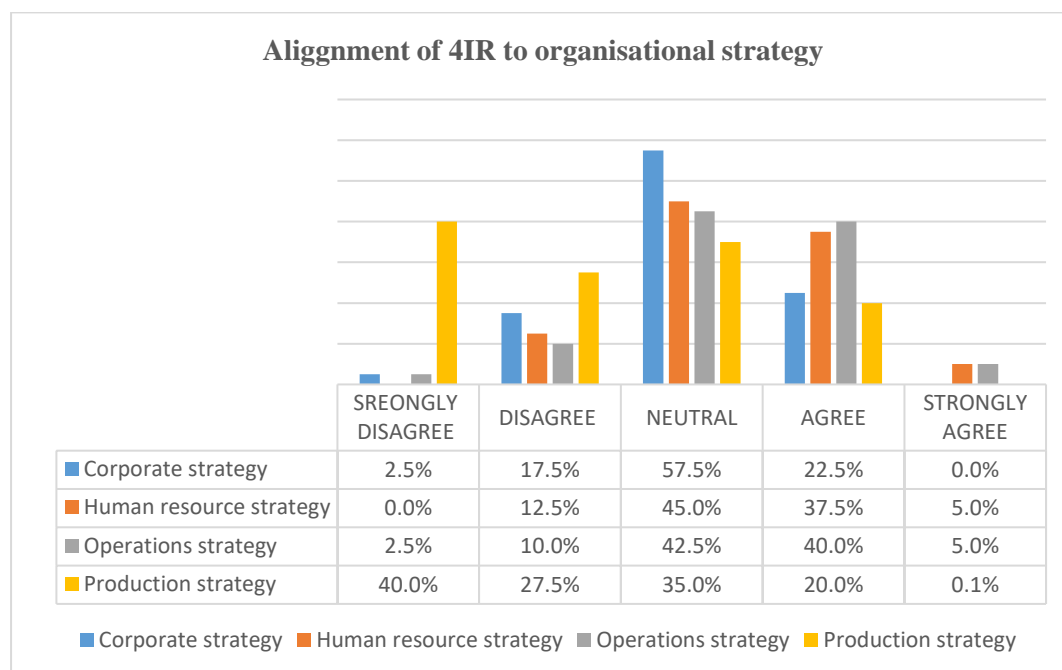 Aliggnment of 4IR to organisational strategy
SREONGLY DISAGREE DISAGREE NEUTRAL AGREE STRONGLY AGREE
Corporate strategy 2.5% 17.5% 57.5% 22.5% 0.0%
Human resource strategy 0.0% 12.5% 45.0% 37.5% 5.0%
Operations strategy 2.5% 10.0% 42.5% 40.0% 5.0%
Production strategy 40.0% 27.5% 35.0% 20.0% 0.1%
Corporate strategy Human resource strategy Operations strategy Production strategy